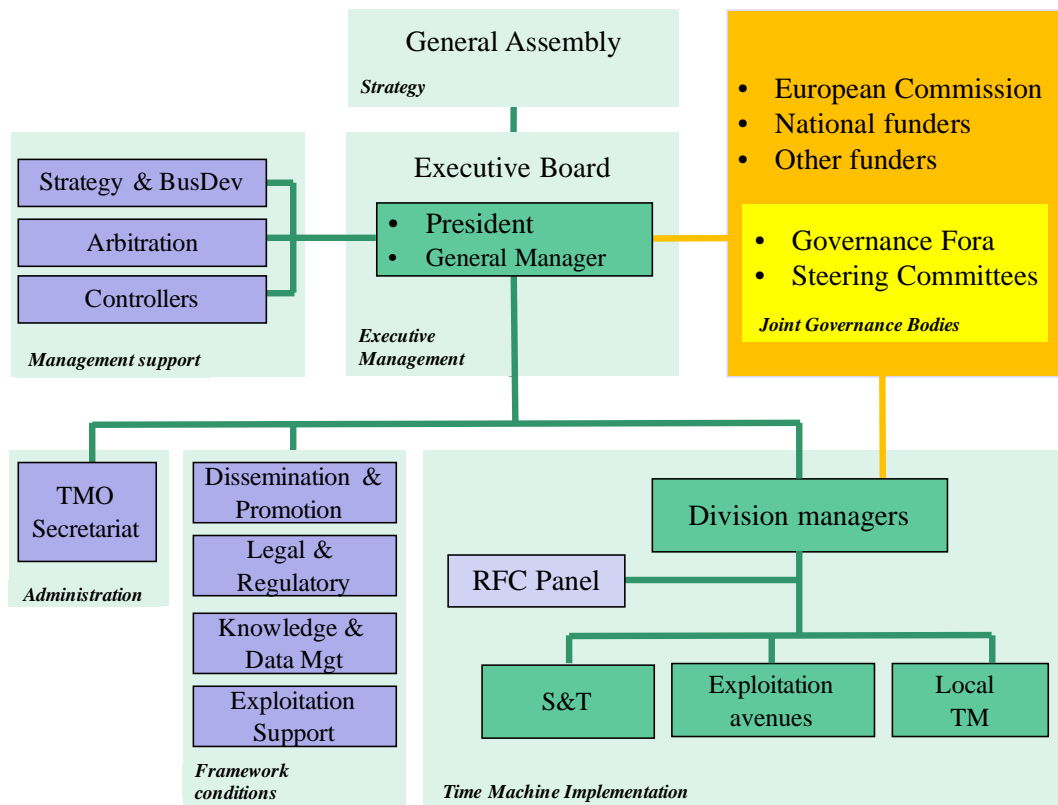 General Assembly
Strategy
• European Commission
• National funders
• Other funders
• Governance Fora
• Steering Committees
Joint Governance Bodies
Strategy & BusDev
Arbitration
Controllers
Management support
Executive Board
• President
• General Manager
Executive
Management
TMO
Secretariat
Administration
Dissemination &
Promotion
Legal &
Regulatory
Knowledge &
Data Mgt
Exploitation
Support
Framework
conditions
Division managers
RFC Panel
S&T
Exploitation
avenues
Local
TM
Time Machine Implementation